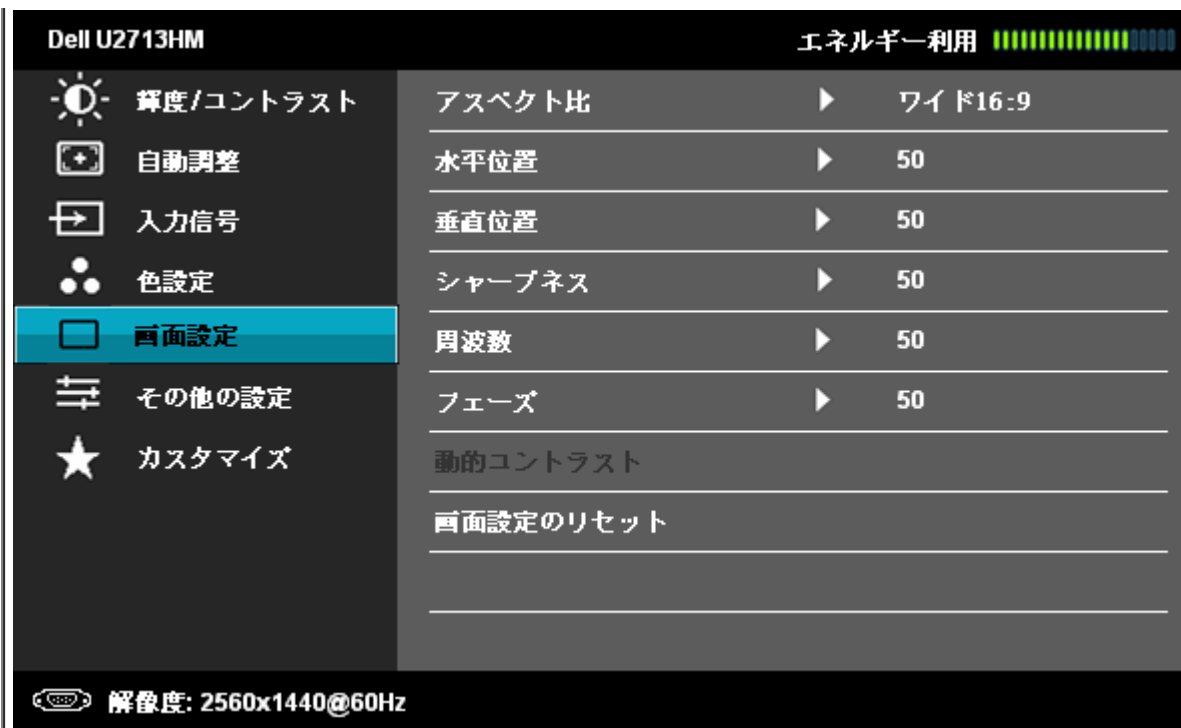 Dell U2713HM エネルギー利用
輝度/コントラスト アスペクト比 ワイド16:9
自動調整 水平位置 50
入力信号 垂直位置 50
色設定 シャープネス 50
画面設定 周波数 50
その他の設定 フェーズ 50
カスタマイズ 動的コントラスト
画面設定のリセット
解像度: 2560x1440@60Hz